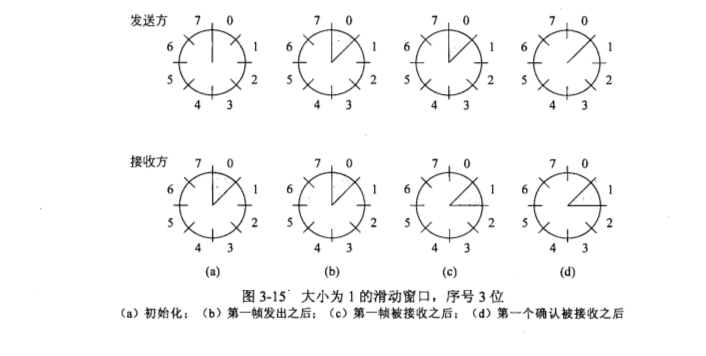 发送方
7 0 7 0 7 0 7 0
6 1 6 1 6 1 6 1
5 2 5 2 5 2 5 2
4 3 4 3 4 3 4 3
接收方
7 0 7 0 7 0 7 0
6 1 6 1 6 1 6 1
5 2 5 2 5 2 5 2
4 3 4 3 4 3 4 3
(a) (b) (c) (d)
图 3-15 大小为 1 的滑动窗口，序号 3 位
（a）初始化；（b）第一帧发出之后；（c）第一帧被接收之后；（d）第一个确认被接收之后